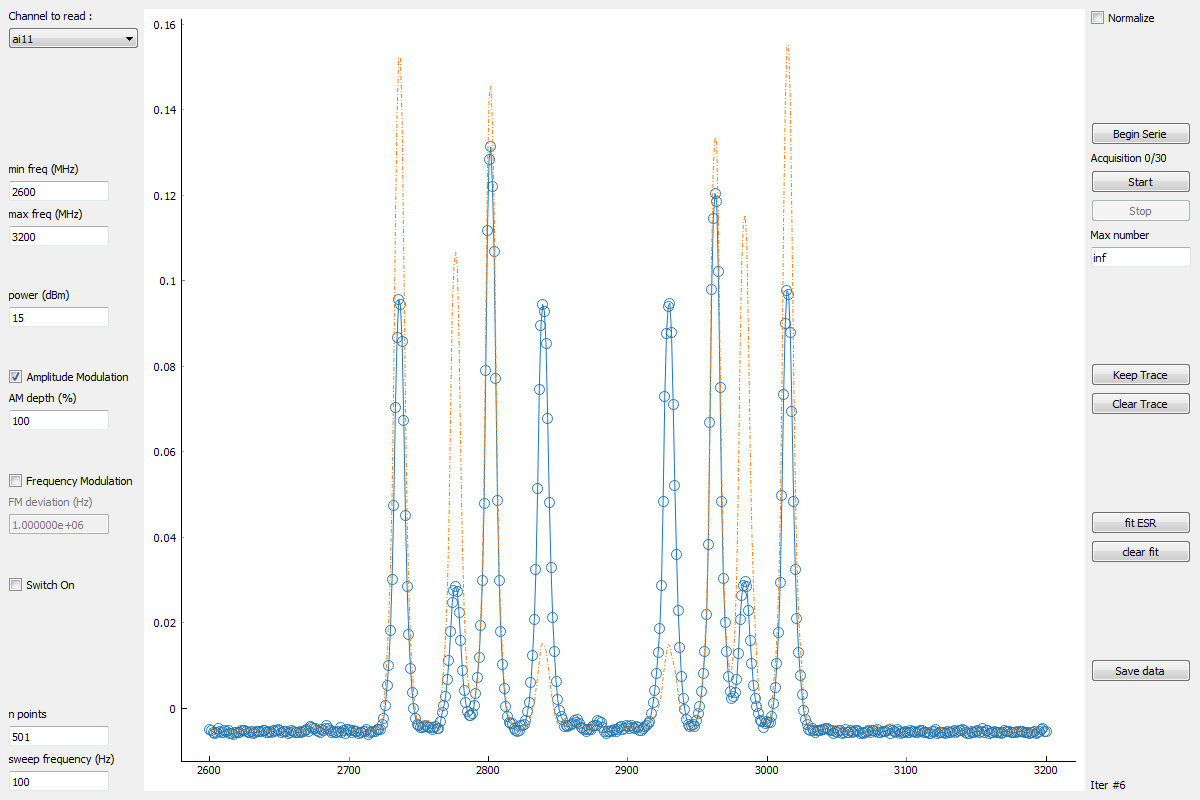 Channel to read :
ai11
min freq (MHz)
2600
max freq (MHz)
3200
power (dBm)
15
Amplitude Modulation
AM depth (%)
100
Frequency Modulation
FM deviation (Hz)
1.000000e+06
Switch On
n points
501
sweep frequency (Hz)
100
0.16
0.14
0.12
0.1
0.08
0.06
0.04
0.02
0
2600 2700 2800 2900 3000 3100 3200
Normalize
Begin Serie
Acquisition 0/30
Start
Stop
Max number
inf
Keep Trace
Clear Trace
fit ESR
clear fit
Save data
Iter #6